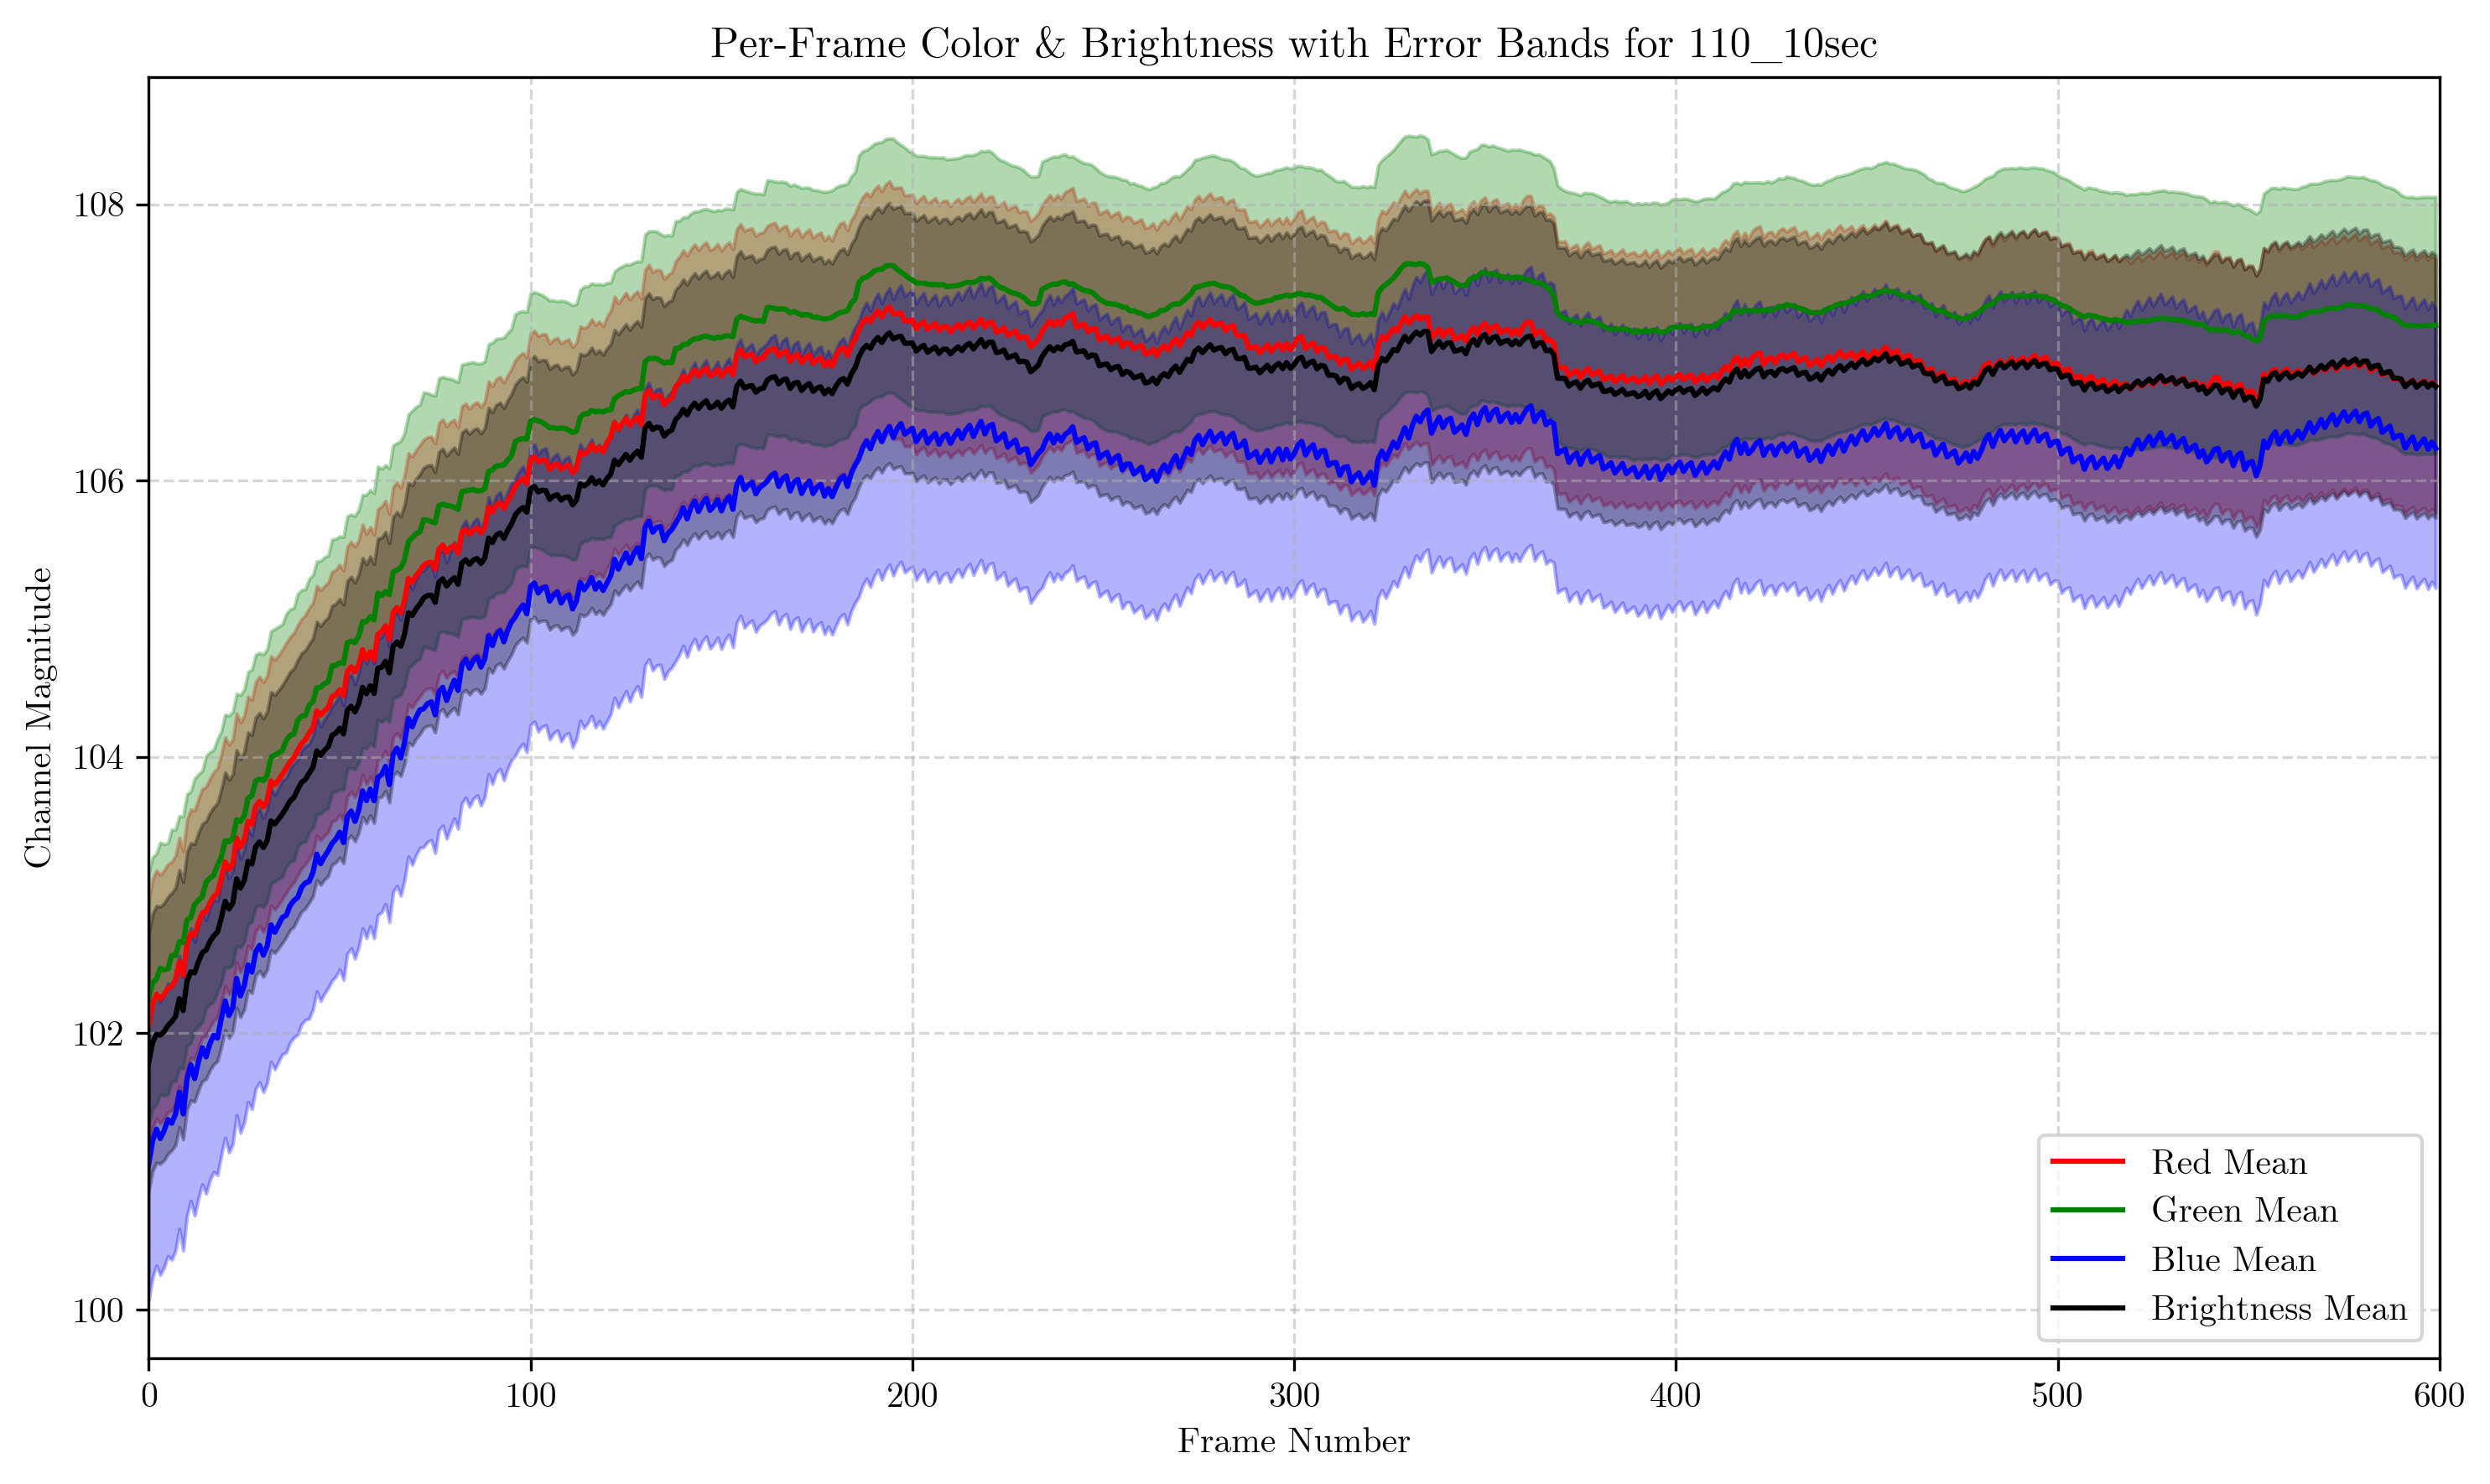 Per-Frame Color & Brightness with Error Bands for 110_10sec
Channel Magnitude
108
106
104
102
100
0 100 200 300 400 500 600
Frame Number
Red Mean
Green Mean
Blue Mean
Brightness Mean